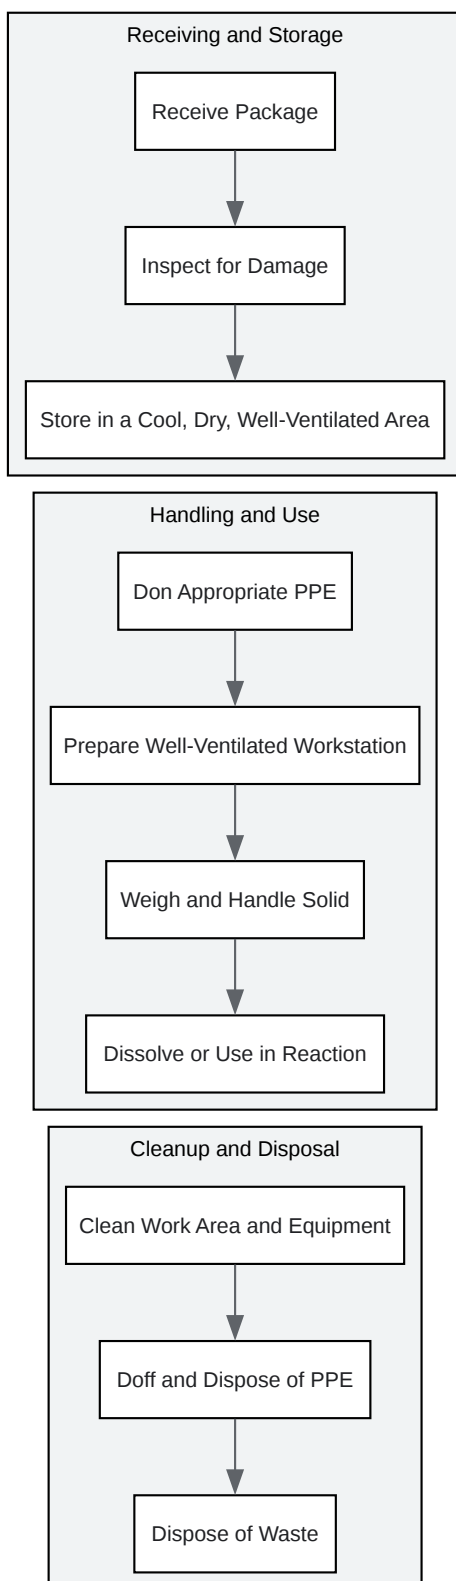 Receiving and Storage
Receive Package
Inspect for Damage
Store in a Cool, Dry, Well-Ventilated Area
Handling and Use
Don Appropriate PPE
Prepare Well-Ventilated Workstation
Weigh and Handle Solid
Dissolve or Use in Reaction
Cleanup and Disposal
Clean Work Area and Equipment
Doff and Dispose of PPE
Dispose of Waste